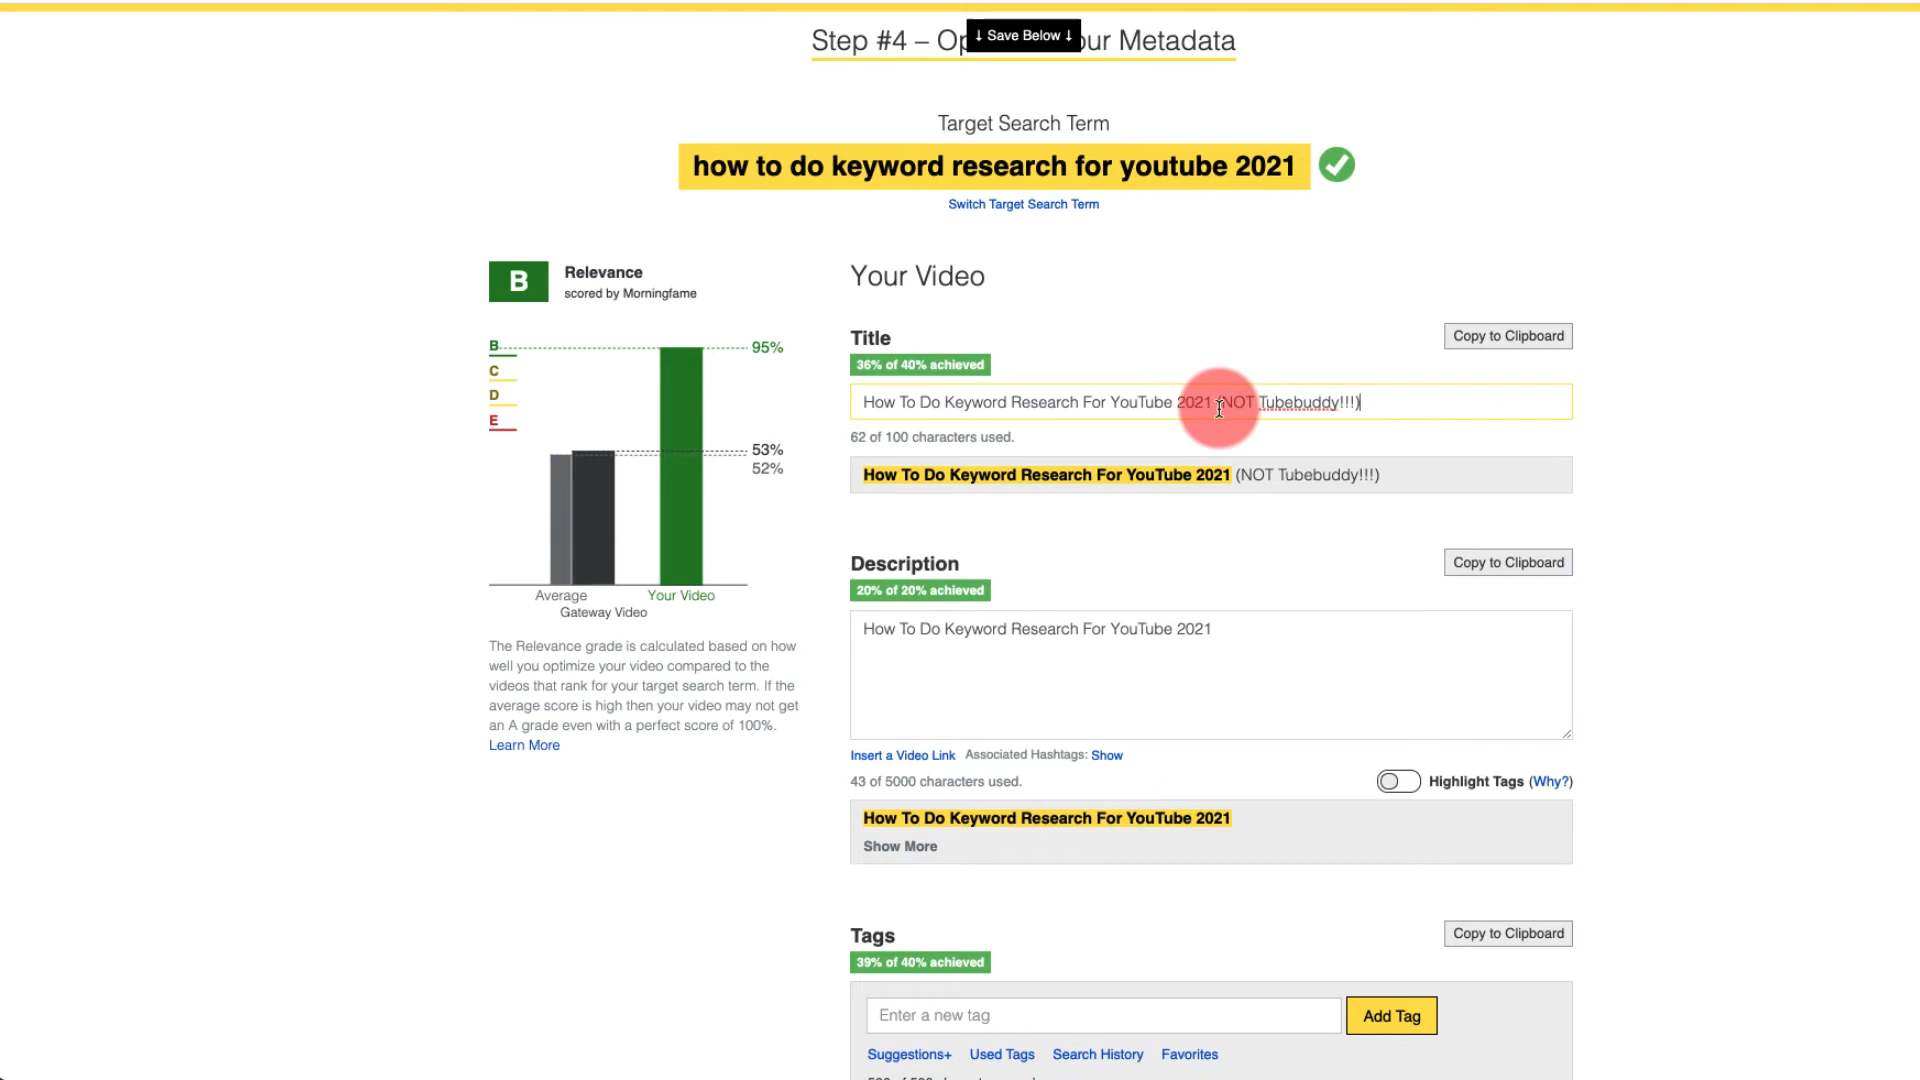 Step #4 – Op
↓ Save Below ↓
our Metadata
Target Search Term
how to do keyword research for youtube 2021
Switch Target Search Term
B
Relevance
scored by Morningfame
B
C
D
E
95%
53%
52%
Average
Your Video
Gateway Video
The Relevance grade is calculated based on how
well you optimize your video compared to the
videos that rank for your target search term. If the
average score is high then your video may not get
an A grade even with a perfect score of 100%.
Learn More
Your Video
Title
Copy to Clipboard
36% of 40% achieved
How To Do Keyword Research For YouTube 2021 (NOT Tubebuddy!!!)
62 of 100 characters used.
How To Do Keyword Research For YouTube 2021 (NOT Tubebuddy!!!)
Description
Copy to Clipboard
20% of 20% achieved
How To Do Keyword Research For YouTube 2021
Insert a Video Link Associated Hashtags: Show
43 of 5000 characters used.
Highlight Tags (Why?)
How To Do Keyword Research For YouTube 2021
Show More
Tags
Copy to Clipboard
39% of 40% achieved
Enter a new tag
Add Tag
Suggestions+ Used Tags Search History Favorites